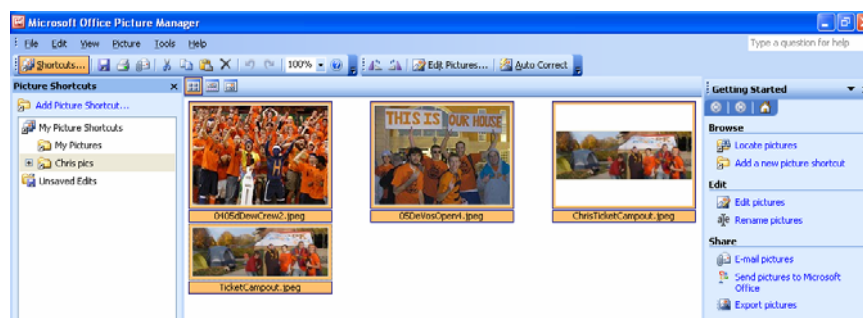 Microsoft Office Picture Manager
File Edit View Picture Tools Help
Type a question for help
Shortcuts... 100% Edit Pictures... Auto Correct
Picture Shortcuts
Getting Started
Add Picture Shortcut...
My Picture Shortcuts
My Pictures
Chris pics
Unsaved Edits
THIS IS OUR HOUSE
0405dDewCrew2.jpeg
05DeVosOpen4.jpeg
ChrisTicketCampout.jpeg
TicketCampout.jpeg
Browse
Locate pictures
Add a new picture shortcut
Edit
Edit pictures
Rename pictures
Share
E-mail pictures
Send pictures to Microsoft
Office
Export pictures